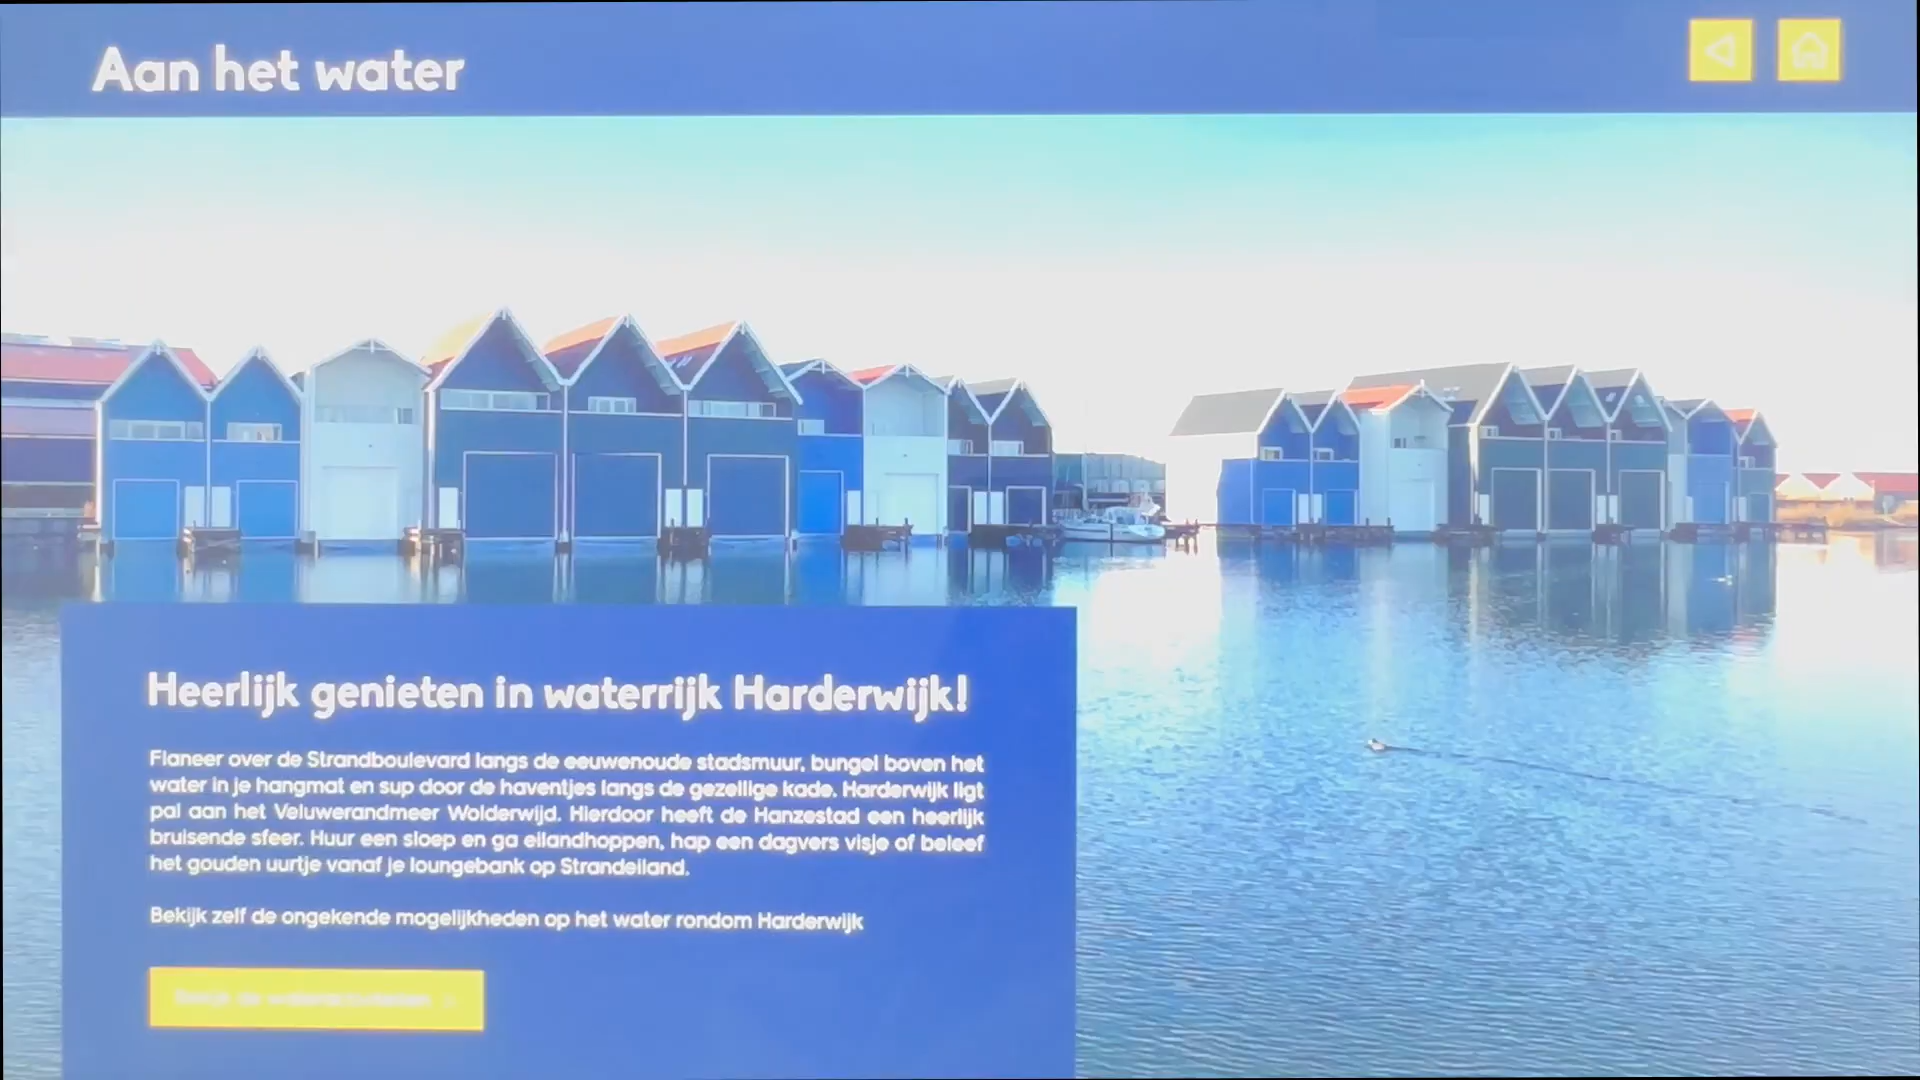 Aan het water
Heerlijk genieten in waterrijk Harderwijk!
Flaneer over de Strandboulevard langs de eeuwenoude stadsmuur, bungel boven het
water in je hangmat en sup door de haventjes langs de gezellige kade. Harderwijk ligt
pal aan het Veluwerandmeer Wolderwijd. Hierdoor heeft de Hanzestad een heerlijk
bruisende sfeer. Huur een sloep en ga eilandhoppen, hap een dagvers visje of beleef
het gouden uurtje vanaf je loungebank op Strandeiland.
Bekijk zelf de ongekende mogelijkheden op het water rondom Harderwijk